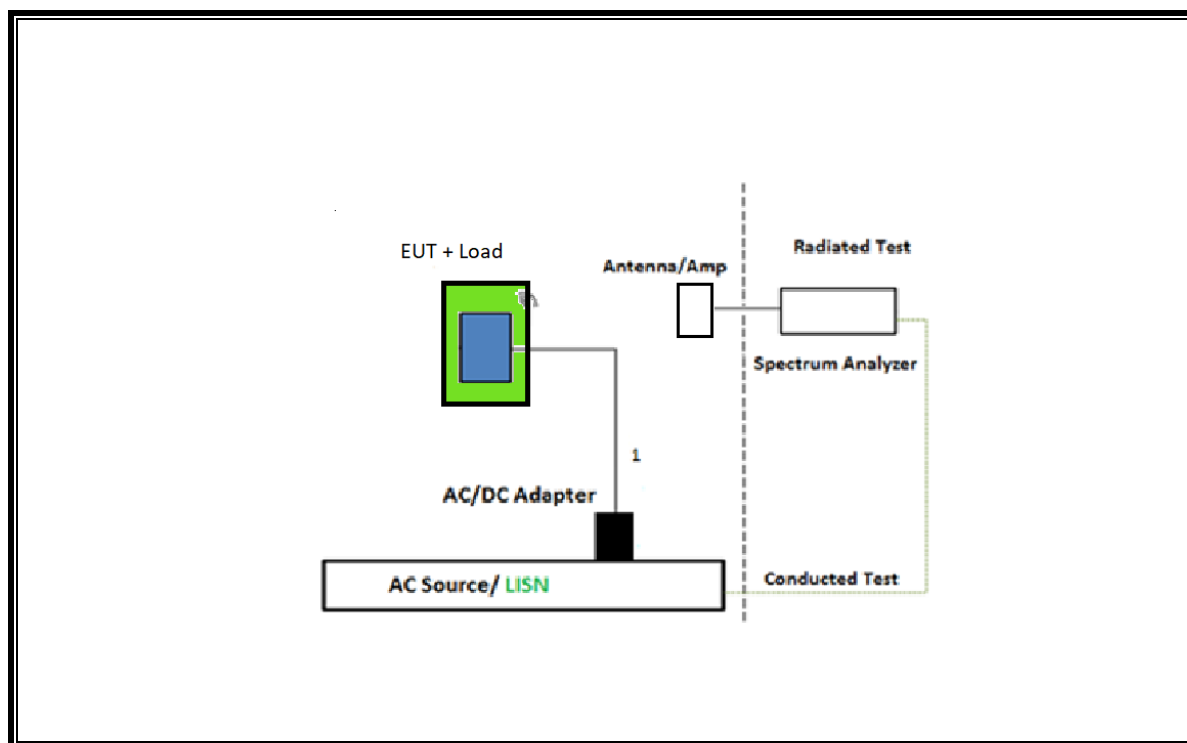 EUT + Load
Radiated Test
Antenna/Amp
Spectrum Analyzer
1
AC/DC Adapter
AC Source/ LISN
Conducted Test